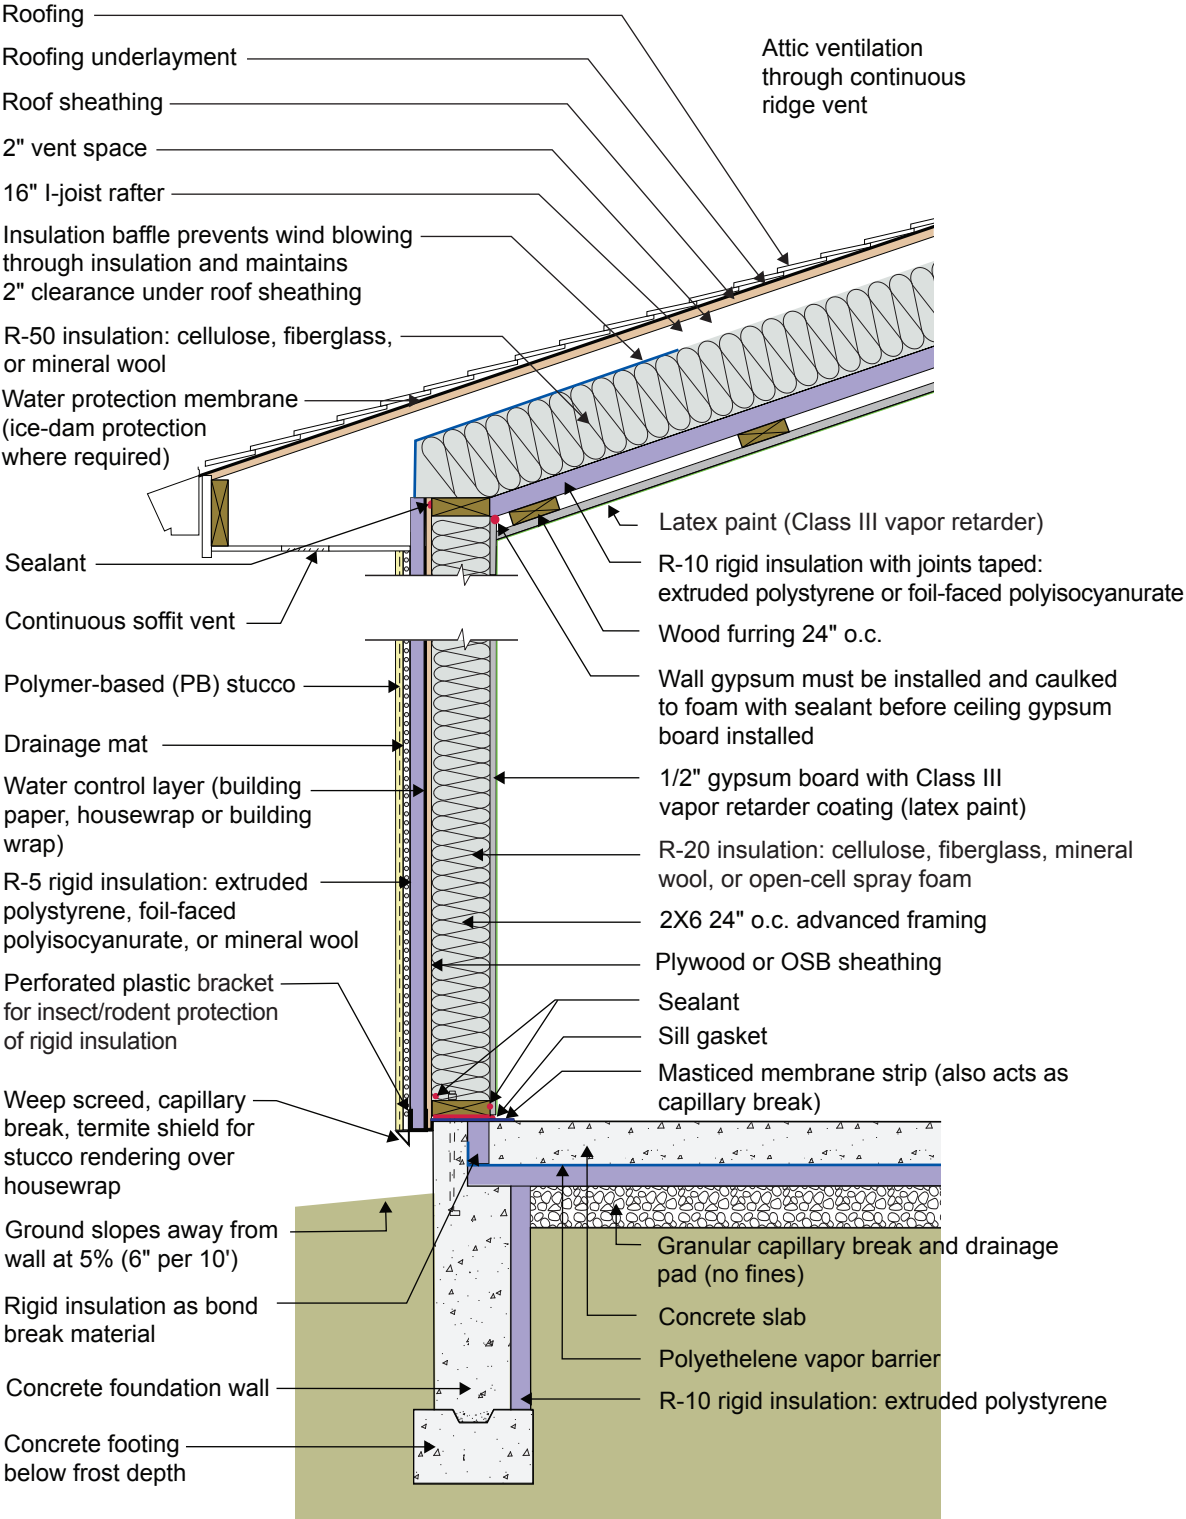 Roofing
Roofing underlayment
Roof sheathing
2" vent space
16" I-joist rafter
Insulation baffle prevents wind blowing
through insulation and maintains
2" clearance under roof sheathing
R-50 insulation: cellulose, fiberglass,
or mineral wool
Water protection membrane
(ice-dam protection
where required)
Sealant
Continuous soffit vent
Polymer-based (PB) stucco
Drainage mat
Water control layer (building
paper, housewrap or building
wrap)
R-5 rigid insulation: extruded
polystyrene, foil-faced
polyisocyanurate, or mineral wool
Perforated plastic bracket
for insect/rodent protection
of rigid insulation
Weep screed, capillary
break, termite shield for
stucco rendering over
housewrap
Ground slopes away from
wall at 5% (6" per 10')
Rigid insulation as bond
break material
Concrete foundation wall
Concrete footing
below frost depth
Attic ventilation
through continuous
ridge vent
Latex paint (Class III vapor retarder)
R-10 rigid insulation with joints taped:
extruded polystyrene or foil-faced polyisocyanurate
Wood furring 24" o.c.
Wall gypsum must be installed and caulked
to foam with sealant before ceiling gypsum
board installed
1/2" gypsum board with Class III
vapor retarder coating (latex paint)
R-20 insulation: cellulose, fiberglass, mineral
wool, or open-cell spray foam
2X6 24" o.c. advanced framing
Plywood or OSB sheathing
Sealant
Sill gasket
Masticed membrane strip (also acts as
capillary break)
Granular capillary break and drainage
pad (no fines)
Concrete slab
Polyethelene vapor barrier
R-10 rigid insulation: extruded polystyrene